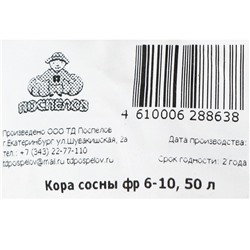 ПОСПЕЛОВ
4 610006 288638
Произведено ООО ТД Поспелов
г.Екатеринбург ул.Шувакишская, 2а
тел.: +7 (343) 22-77-110
tdpospelov@mail.ru tdpospelov.ru
Дата производства:
Срок годности: 2 года
Кора сосны фр 6-10, 50 л